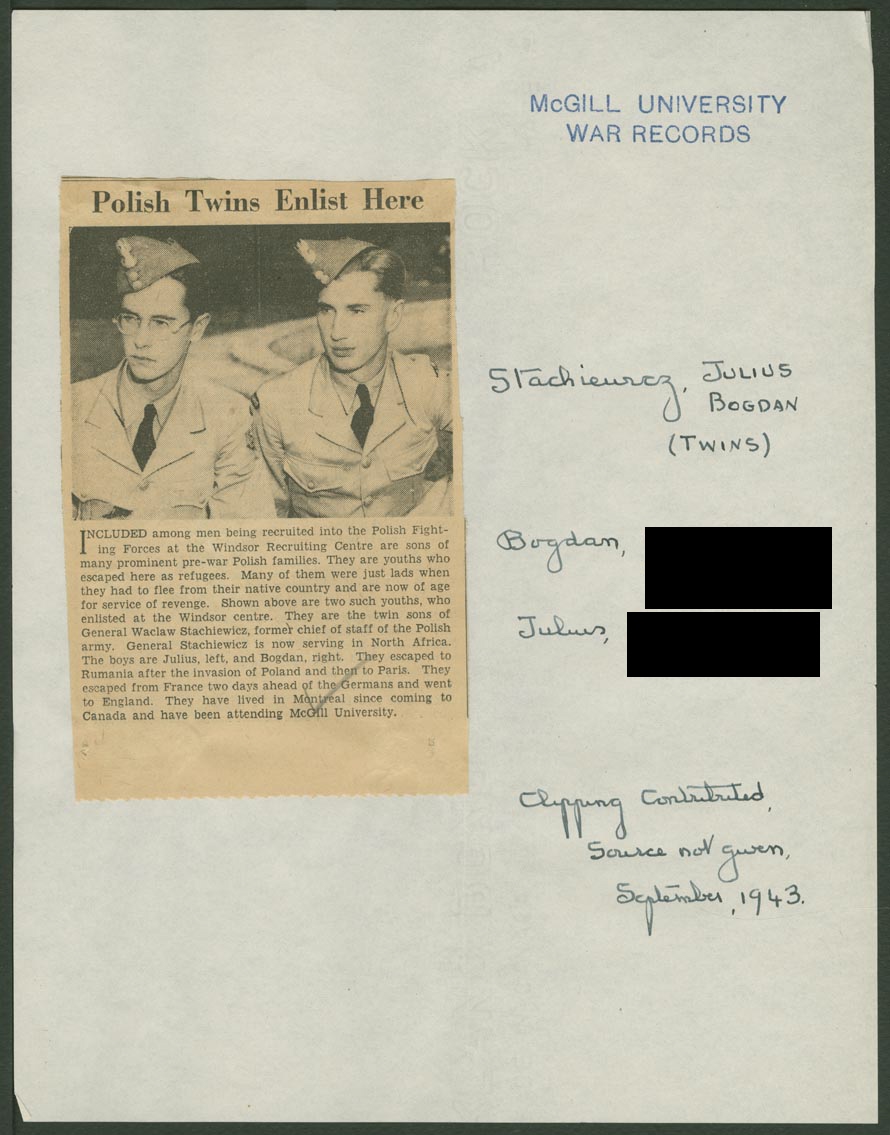 McGILL UNIVERSITY
WAR RECORDS
Polish Twins Enlist Here
INCLUDED among men being recruited into the Polish Fight-
ing Forces at the Windsor Recruiting Centre are sons of
many prominent pre-war Polish families. They are youths who
escaped here as refugees. Many of them were just lads when
they had to flee from their native country and are now of age
for service of revenge. Shown above are two such youths, who
enlisted at the Windsor centre. They are the twin sons of
General Waclaw Stachiewicz, former chief of staff of the Polish
army. General Stachiewicz is now serving in North Africa.
The boys are Julius, left, and Bogdan, right. They escaped to
Rumania after the invasion of Poland and then to Paris. They
escaped from France two days ahead of the Germans and went
to England. They have lived in Montreal since coming to
Canada and have been attending McGill University.
Stachiewicz, JULIUS
BOGDAN
(TWINS)
Bogdan,
Julius,
Clipping Contributed,
Source not given,
September, 1943.